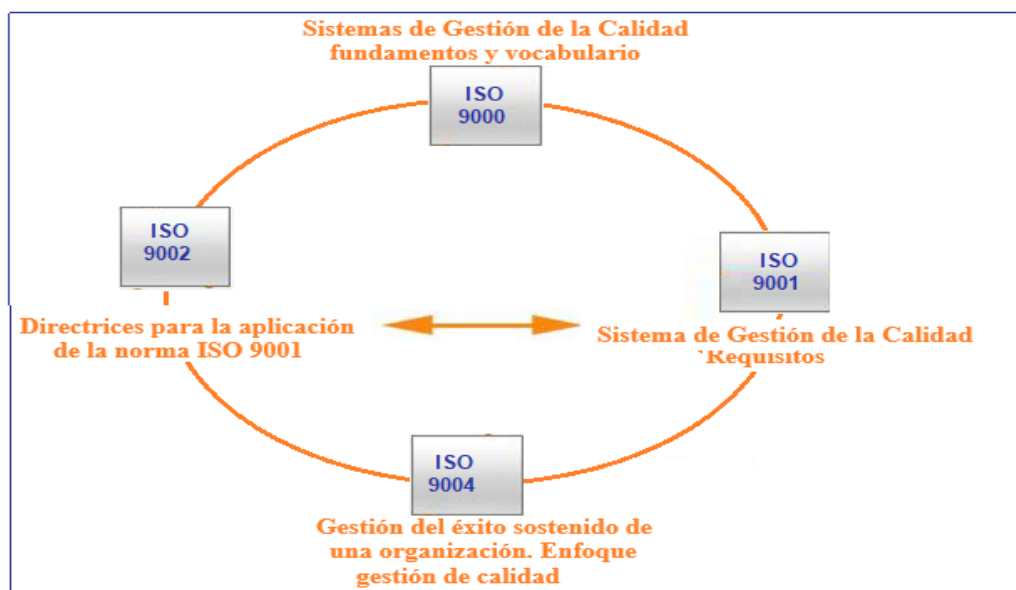 Sistemas de Gestión de la Calidad
fundamentos y vocabulario
ISO
9000
ISO
9002
ISO
9001
Directrices para la aplicación
de la norma ISO 9001
Sistema de Gestión de la Calidad
`Requisitos
ISO
9004
Gestión del éxito sostenido de
una organización. Enfoque
gestión de calidad